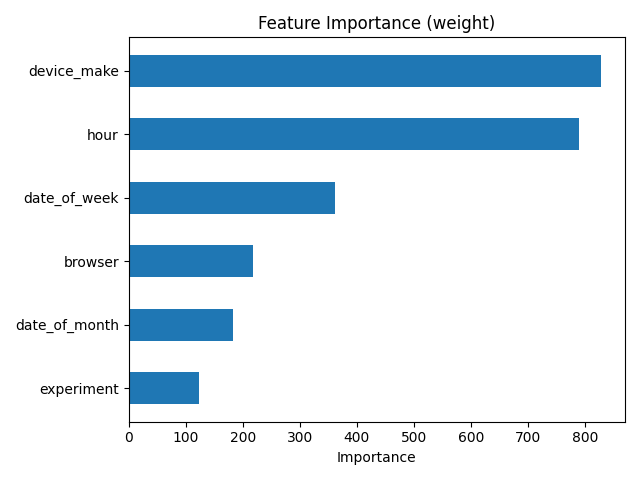 Feature Importance (weight)
device_make
hour
date_of_week
browser
date_of_month
experiment
0 100 200 300 400 500 600 700 800
Importance